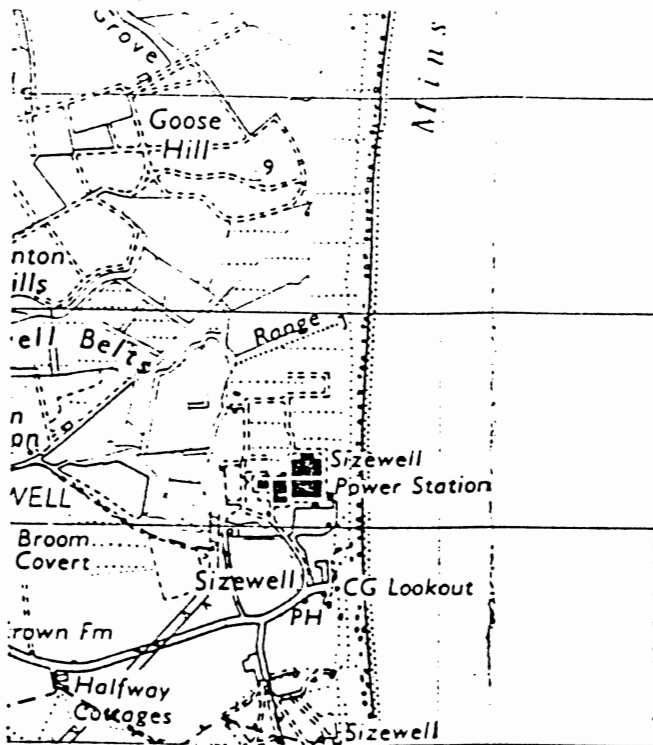 Grove
Mins
Goose
Hill
9
nton
ills
ell Belts
Range
n
on
Sizewell
Power Station
WELL
Broom
Covert
Sizewell
CG Lookout
PH
rown Fm
Halfway
Cottages
Sizewell